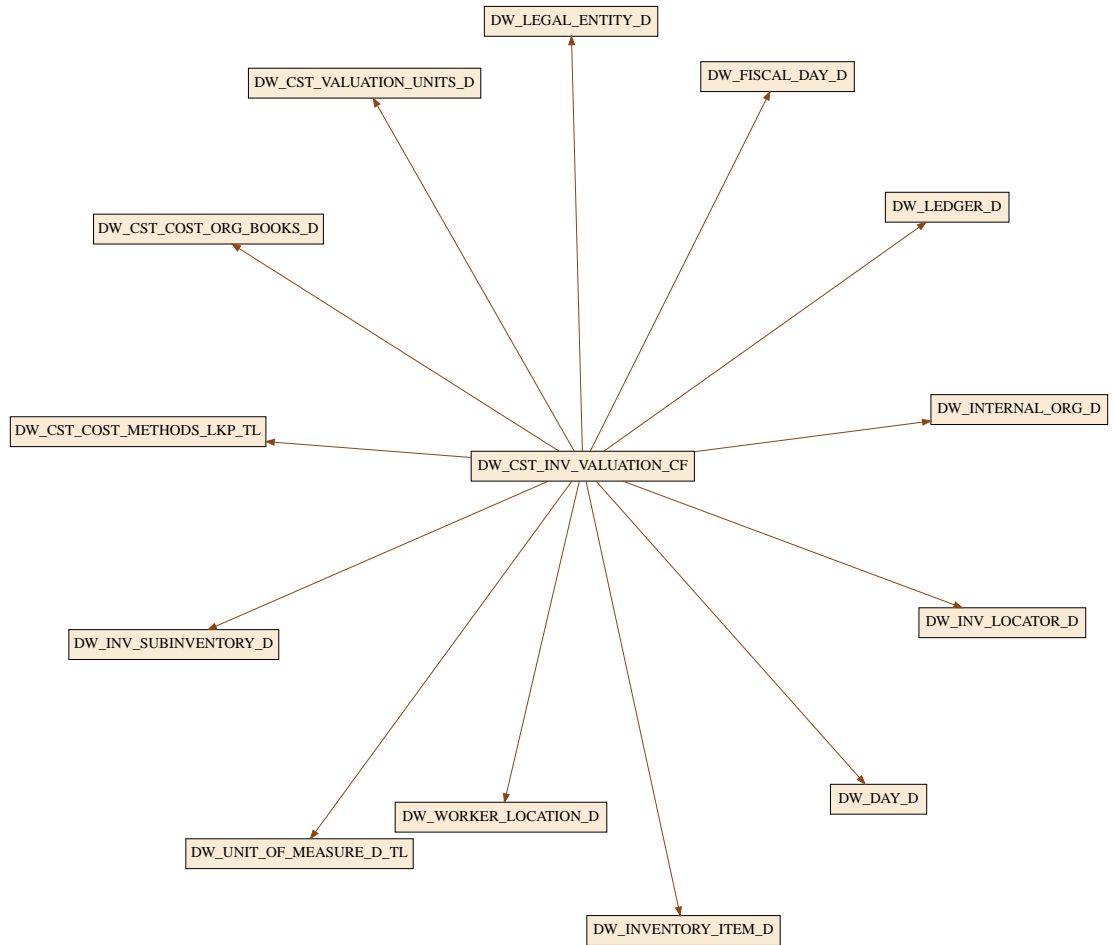 DW_LEGAL_ENTITY_D
DW_FISCAL_DAY_D
DW_CST_VALUATION_UNITS_D
DW_LEDGER_D
DW_CST_COST_ORG_BOOKS_D
DW_INTERNAL_ORG_D
DW_CST_COST_METHODS_LKP_TL
DW_CST_INV_VALUATION_CF
DW_INV_LOCATOR_D
DW_INV_SUBINVENTORY_D
DW_DAY_D
DW_WORKER_LOCATION_D
DW_UNIT_OF_MEASURE_D_TL
DW_INVENTORY_ITEM_D